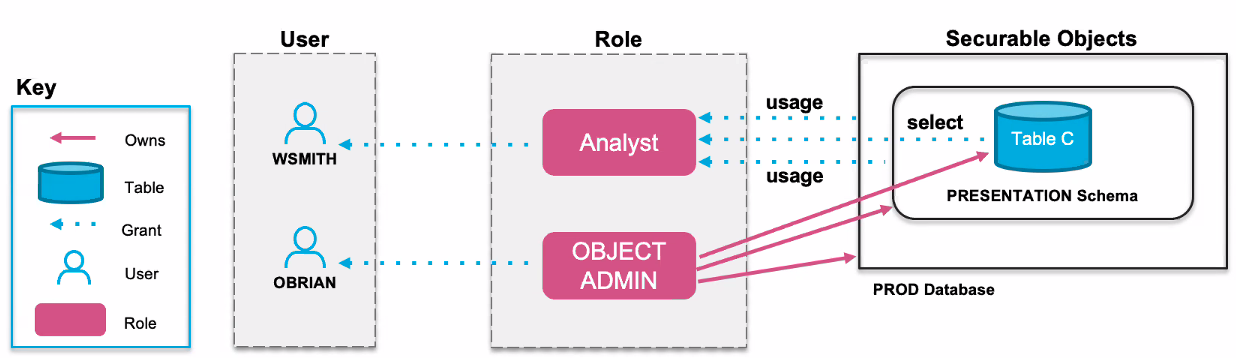 Key
Owns
Table
Grant
User
Role
User
WSMITH
OBRIAN
Role
Analyst
OBJECT
ADMIN
Securable Objects
usage
select
usage
Table C
PRESENTATION Schema
PROD Database